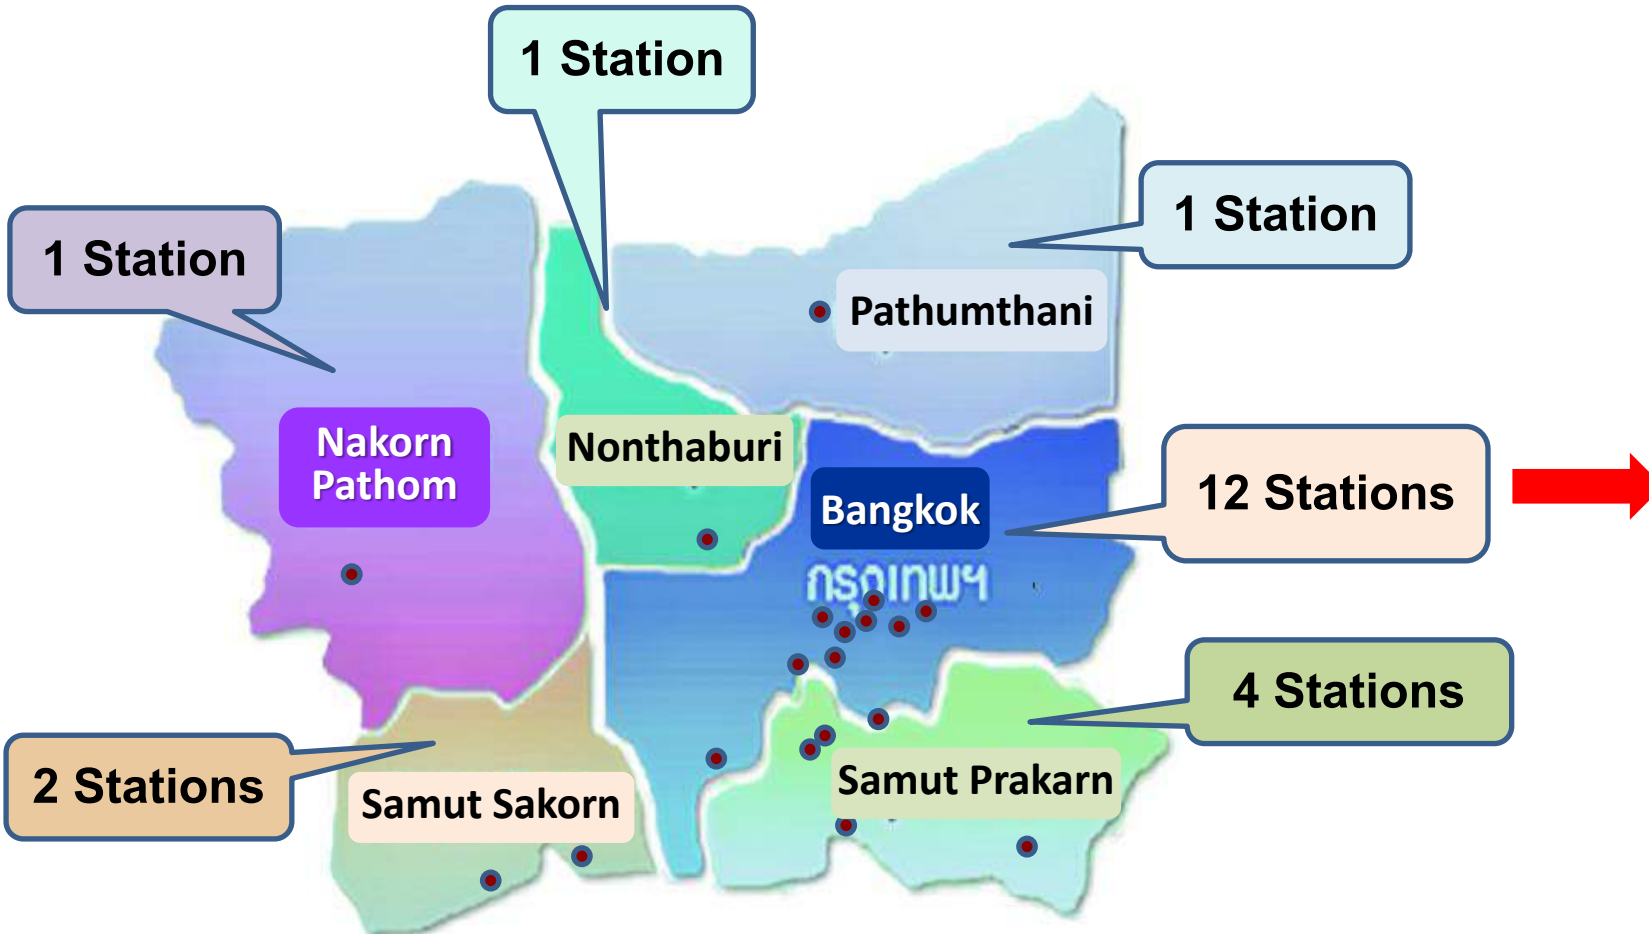 1 Station
1 Station
1 Station
Pathumthani
Nakorn
Pathom
Nonthaburi
Bangkok
กรุงเทพฯ
12 Stations
4 Stations
2 Stations
Samut Sakorn
Samut Prakarn